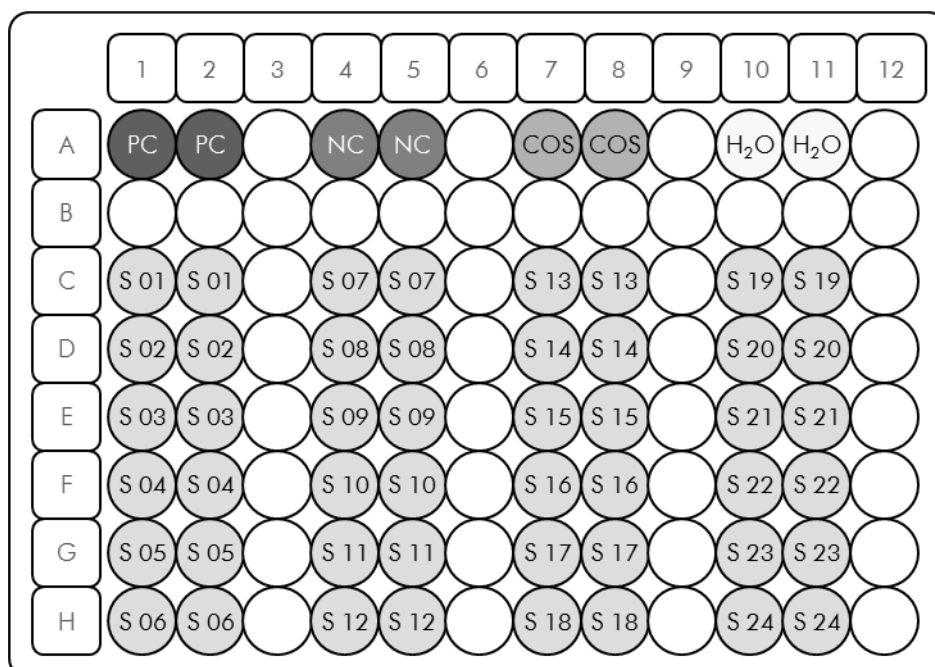 1 2 3 4 5 6 7 8 9 10 11 12
A PC PC NC NC COS COS H₂O H₂O
B
C S 01 S 01 S 07 S 07 S 13 S 13 S 19 S 19
D S 02 S 02 S 08 S 08 S 14 S 14 S 20 S 20
E S 03 S 03 S 09 S 09 S 15 S 15 S 21 S 21
F S 04 S 04 S 10 S 10 S 16 S 16 S 22 S 22
G S 05 S 05 S 11 S 11 S 17 S 17 S 23 S 23
H S 06 S 06 S 12 S 12 S 18 S 18 S 24 S 24